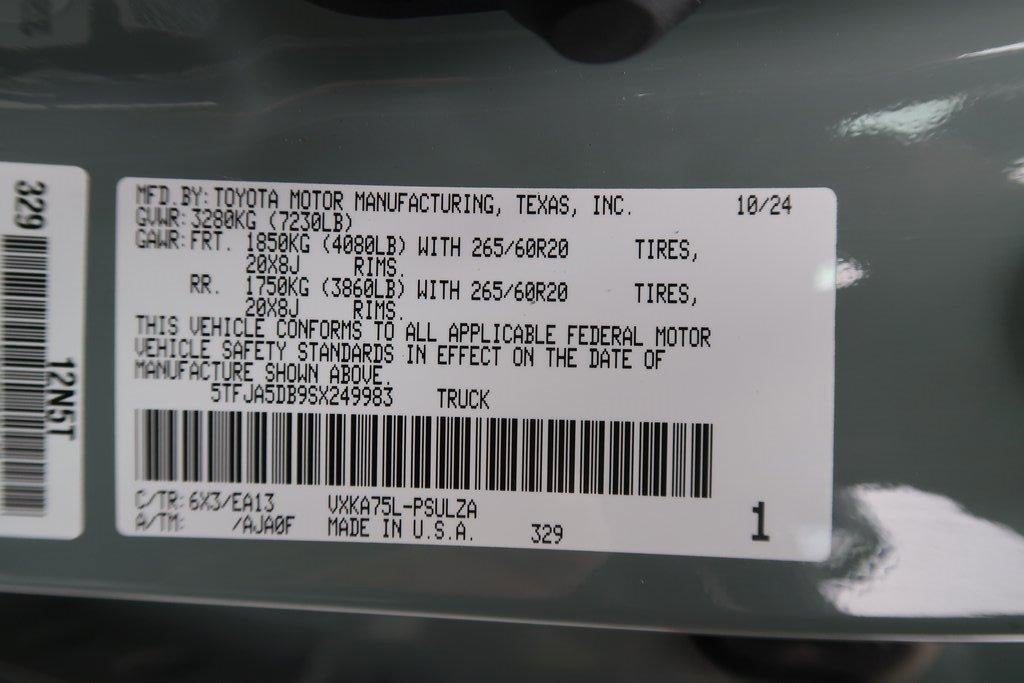 329
12N5T
MFD.BY: TOYOTA MOTOR MANUFACTURING, TEXAS, INC. 10/24
GVWR: 3280KG (7230LB)
GAWR: FRT. 1850KG (4080LB) WITH 265/60R20 TIRES,
20X8J RIMS.
RR. 1750KG (3860LB) WITH 265/60R20 TIRES,
20X8J RIMS.
THIS VEHICLE CONFORMS TO ALL APPLICABLE FEDERAL MOTOR
VEHICLE SAFETY STANDARDS IN EFFECT ON THE DATE OF
MANUFACTURE SHOWN ABOVE.
5TFJA5DB9SX249983 TRUCK
C/TR: 6X3/EA13 VXKA75L-PSULZA
A/TM: /AJA0F MADE IN U.S.A. 329 1